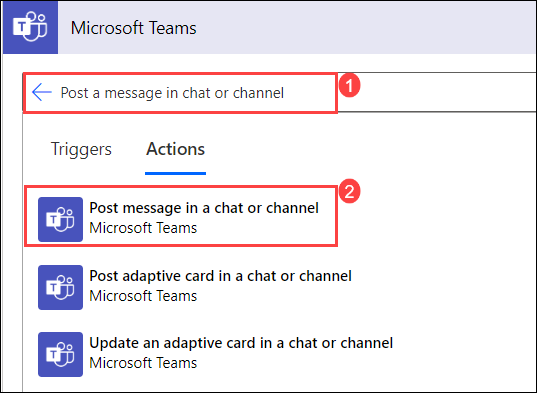 Microsoft Teams
Post a message in chat or channel
1
Triggers Actions
2
Post message in a chat or channel
Microsoft Teams
Post adaptive card in a chat or channel
Microsoft Teams
Update an adaptive card in a chat or channel
Microsoft Teams